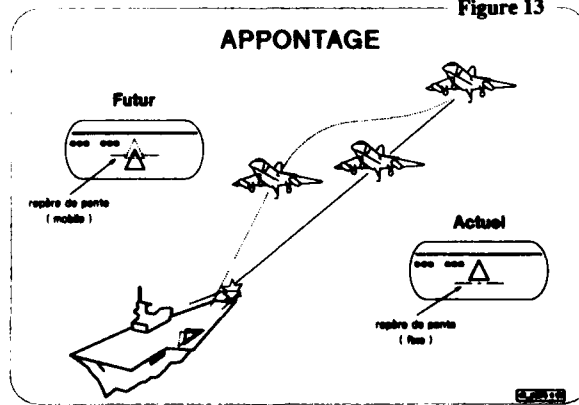 Figure 13
APPONTAGE
Futur
repère de pente
( mobile )
Actuel
repère de pente
( fixe )